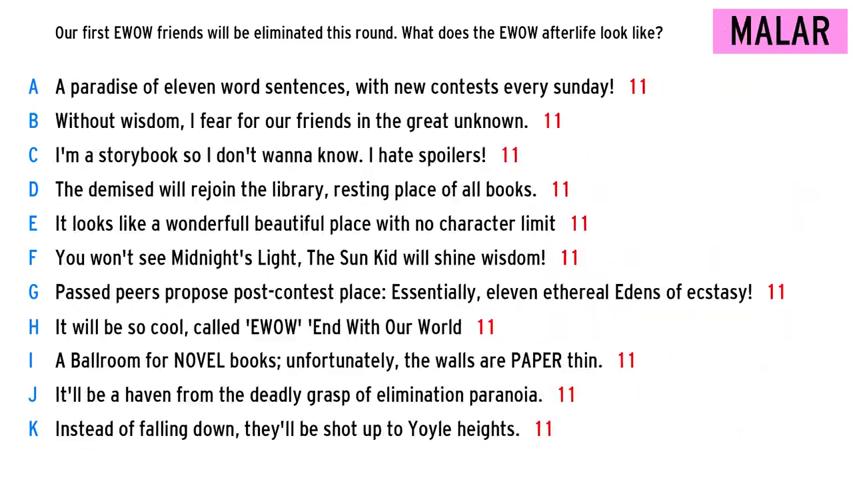 Our first EWOW friends will be eliminated this round. What does the EWOW afterlife look like?
MALAR
A A paradise of eleven word sentences, with new contests every sunday! 11
B Without wisdom, I fear for our friends in the great unknown. 11
C I'm a storybook so I don't wanna know. I hate spoilers! 11
D The demised will rejoin the library, resting place of all books. 11
E It looks like a wonderfull beautiful place with no character limit 11
F You won't see Midnight's Light, The Sun Kid will shine wisdom! 11
G Passed peers propose post-contest place: Essentially, eleven ethereal Edens of ecstasy! 11
H It will be so cool, called 'EWOW' 'End With Our World 11
I A Ballroom for NOVEL books; unfortunately, the walls are PAPER thin. 11
J It'll be a haven from the deadly grasp of elimination paranoia. 11
K Instead of falling down, they'll be shot up to Yoyle heights. 11